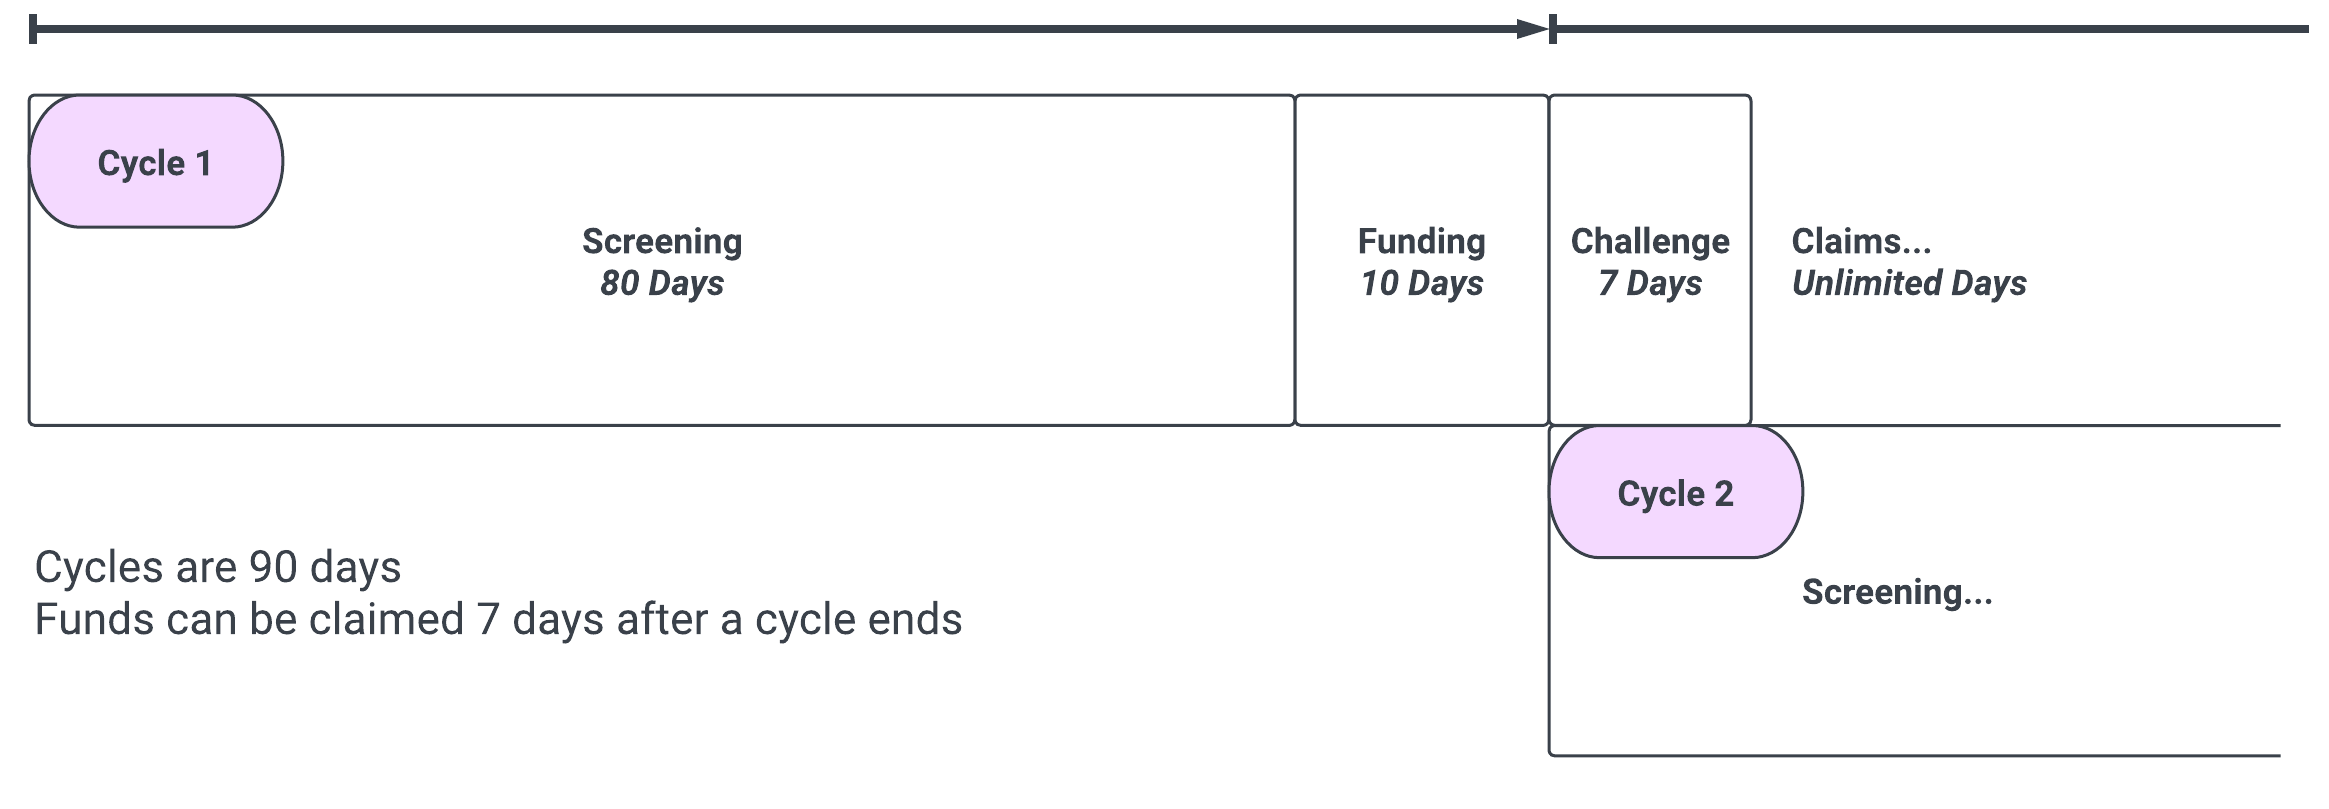 Cycle 1
Screening
80 Days
Funding
10 Days
Challenge
7 Days
Claims...
Unlimited Days
Cycle 2
Screening...
Cycles are 90 days
Funds can be claimed 7 days after a cycle ends